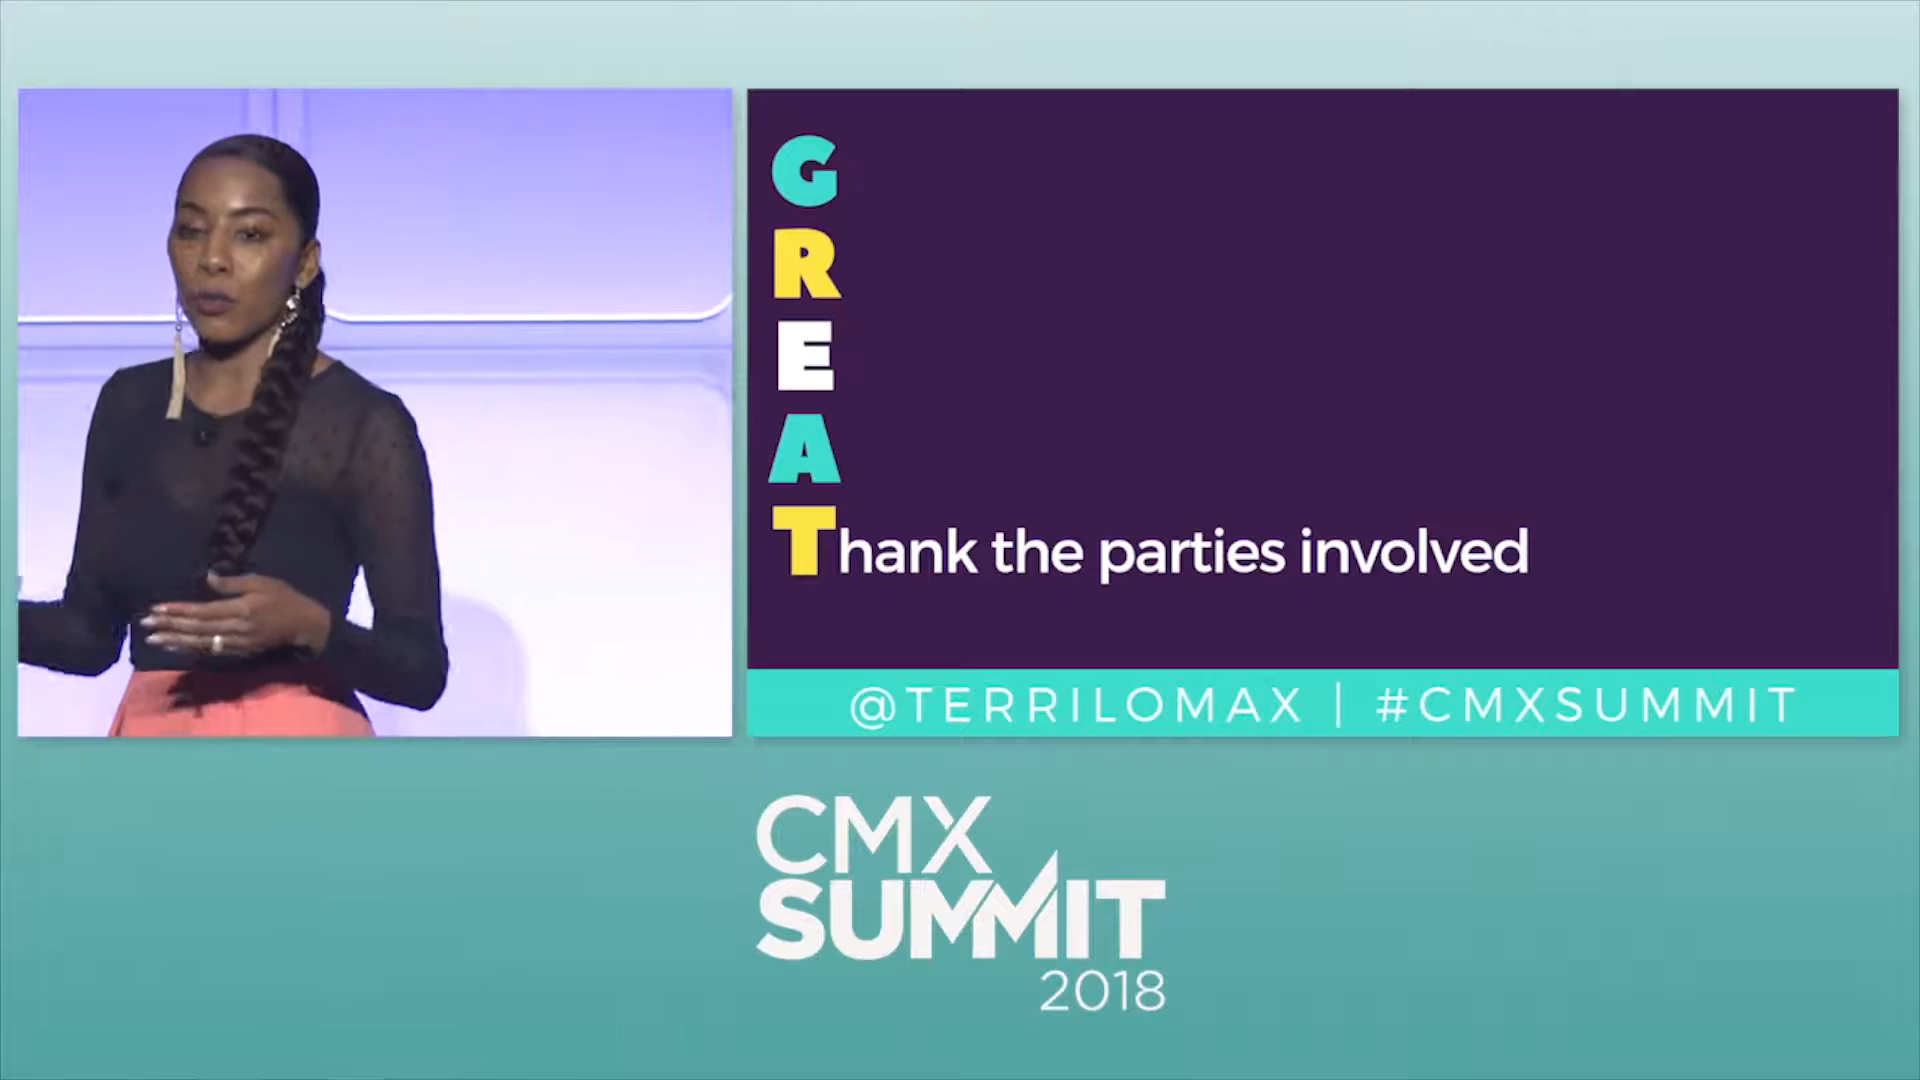 G
R
E
A
Thank the parties involved
@TERRILOMAX | #CMXSUMMIT
CMX
SUMMIT
2018